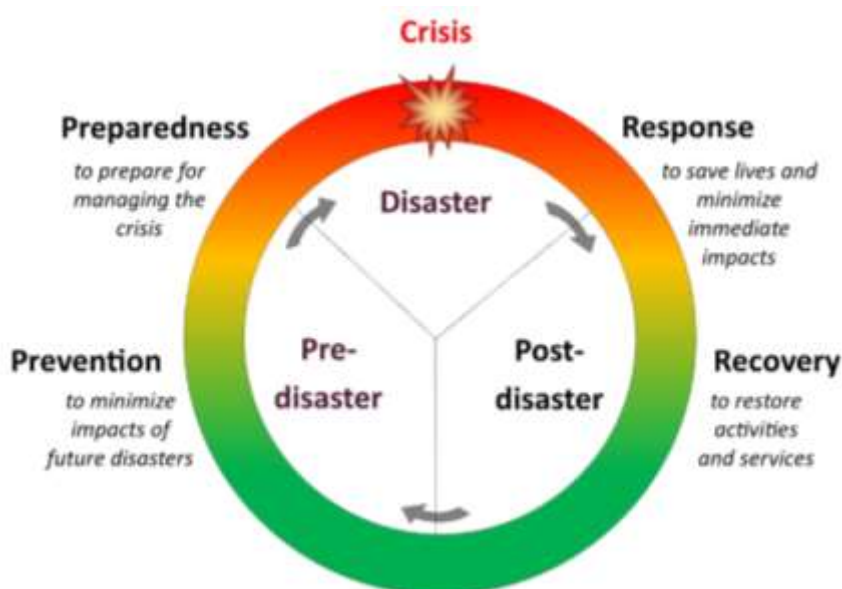 Crisis
Preparedness
to prepare for
managing the
crisis
Response
to save lives and
minimize
immediate
impacts
Disaster
Prevention
to minimize
impacts of
future disasters
Pre-
disaster
Post-
disaster
Recovery
to restore
activities
and services